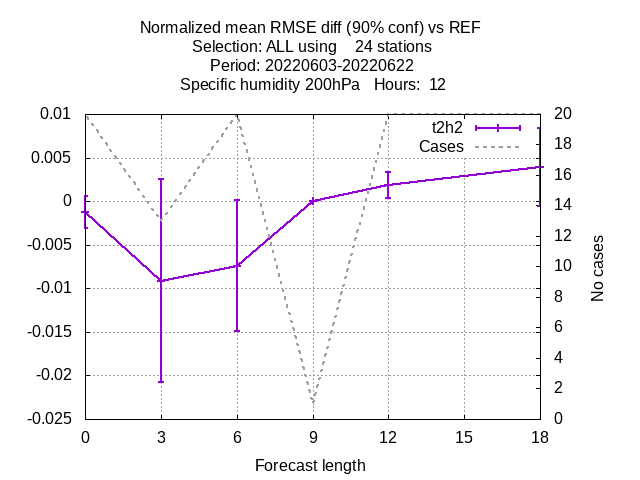 Normalized mean RMSE diff (90% conf) vs REF
Selection: ALL using    24 stations
Period: 20220603-20220622
Specific humidity 200hPa   Hours:  12
t2h2
Cases
0.01
0.005
0
-0.005
-0.01
-0.015
-0.02
-0.025
20
18
16
14
12
10
8
6
4
2
0
No cases
0 3 6 9 12 15 18
Forecast length